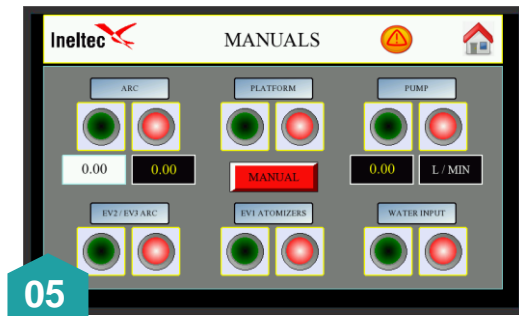 Ineltec MANUALS
ARC PLATFORM PUMP
0.00 0.00 MANUAL 0.00 L / MIN
EV2 / EV3 ARC EV1 ATOMIZERS WATER INPUT
05